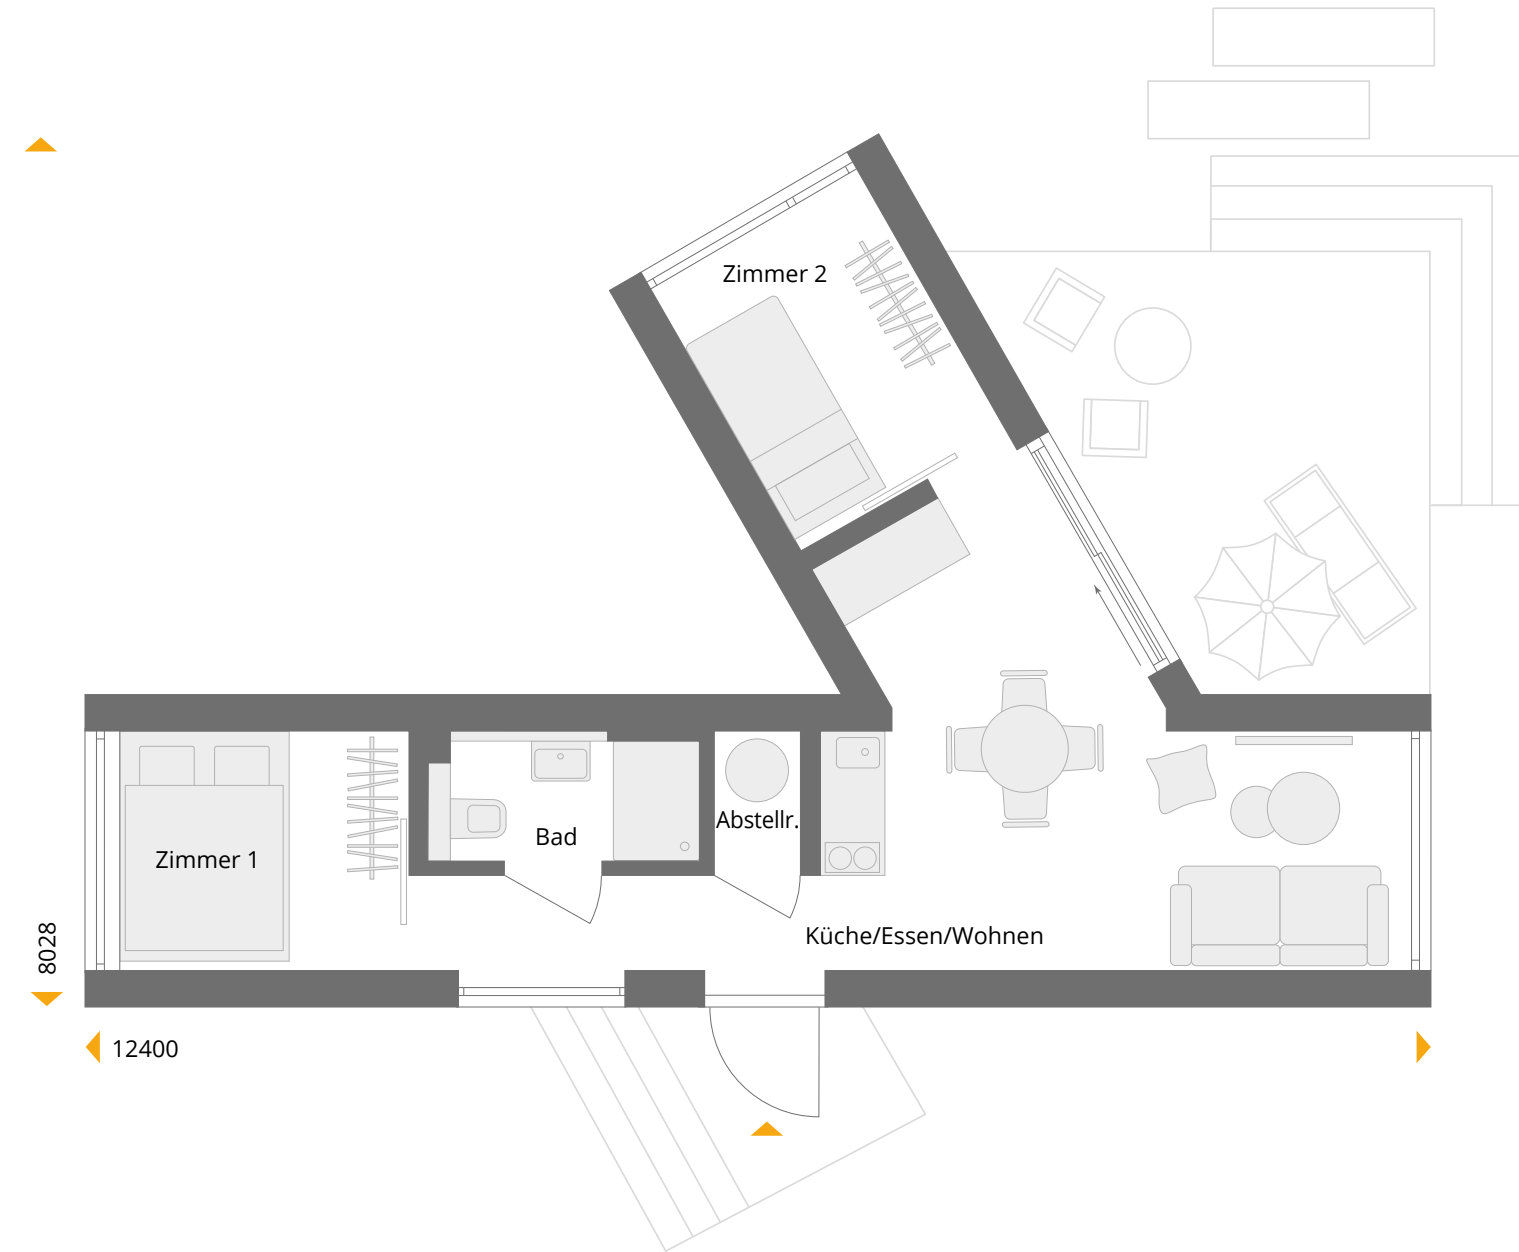 Zimmer 2
Zimmer 1
Bad
Abstellr.
Küche/Essen/Wohnen
8028
12400